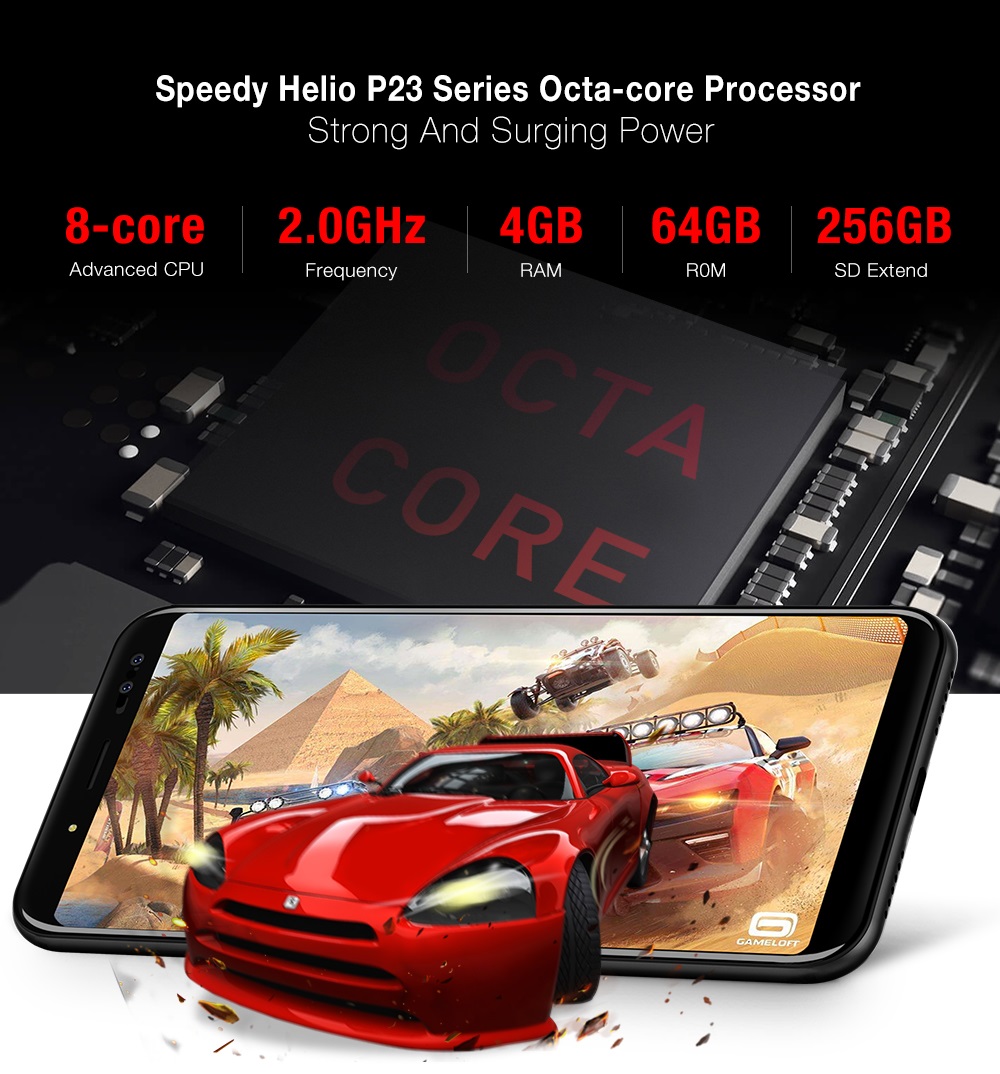 Speedy Helio P23 Series Octa-core Processor
Strong And Surging Power
8-core
Advanced CPU
2.0GHz
Frequency
4GB
RAM
64GB
R0M
256GB
SD Extend
OCTA
CORE
GAMELOFT